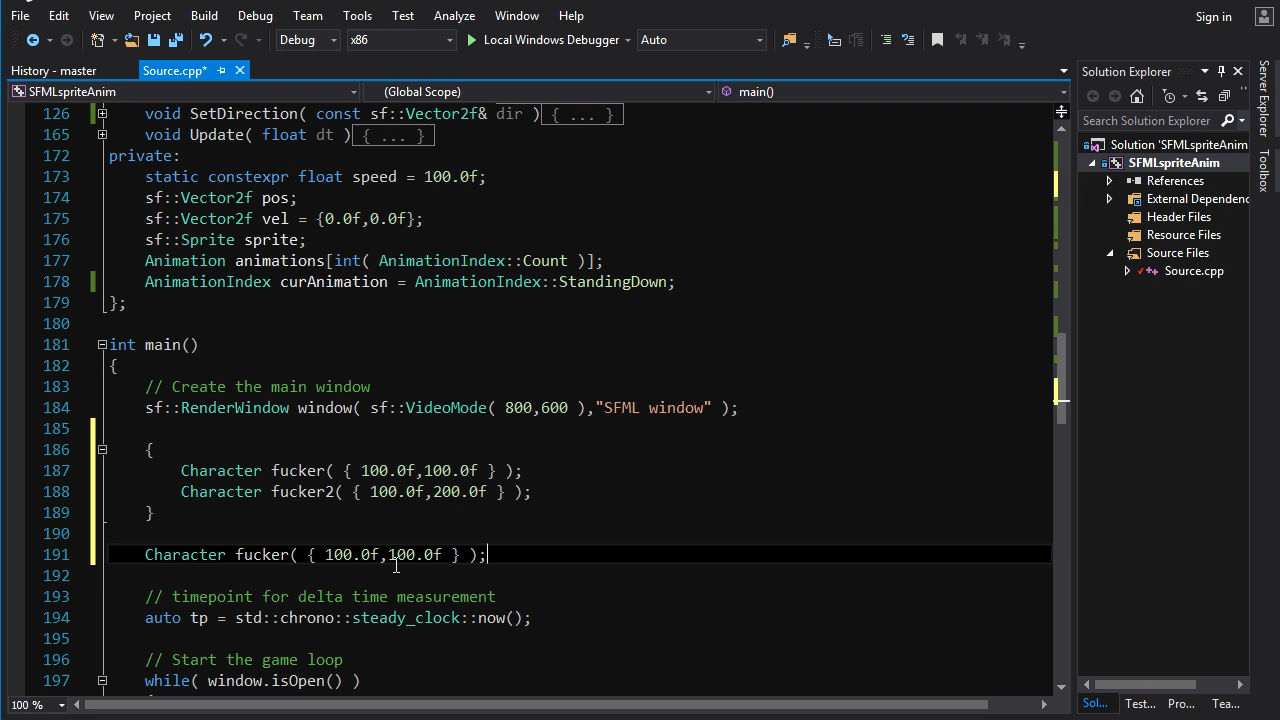 File Edit View Project Build Debug Team Tools Test Analyze Window Help Sign in
Debug x86 Local Windows Debugger Auto
History - master Source.cpp*
SFMLspriteAnim (Global Scope) main()
126 void SetDirection( const sf::Vector2f& dir ){ ... }
165 void Update( float dt ){ ... }
172 private:
173 static constexpr float speed = 100.0f;
174 sf::Vector2f pos;
175 sf::Vector2f vel = {0.0f,0.0f};
176 sf::Sprite sprite;
177 Animation animations[int( AnimationIndex::Count )];
178 AnimationIndex curAnimation = AnimationIndex::StandingDown;
179 };
180
181 int main()
182 {
183 // Create the main window
184 sf::RenderWindow window( sf::VideoMode( 800,600 ),"SFML window" );
185
186 {
187 Character fucker( { 100.0f,100.0f } );
188 Character fucker2( { 100.0f,200.0f } );
189 }
190
191 Character fucker( { 100.0f,100.0f } );
192
193 // timepoint for delta time measurement
194 auto tp = std::chrono::steady_clock::now();
195
196 // Start the game loop
197 while( window.isOpen() )
100 %
Solution Explorer
Search Solution Explorer
Solution 'SFMLspriteAnim
SFMLspriteAnim
References
External Dependenc
Header Files
Resource Files
Source Files
Source.cpp
Sol... Test... Pro... Tea...
Server Explorer
Toolbox